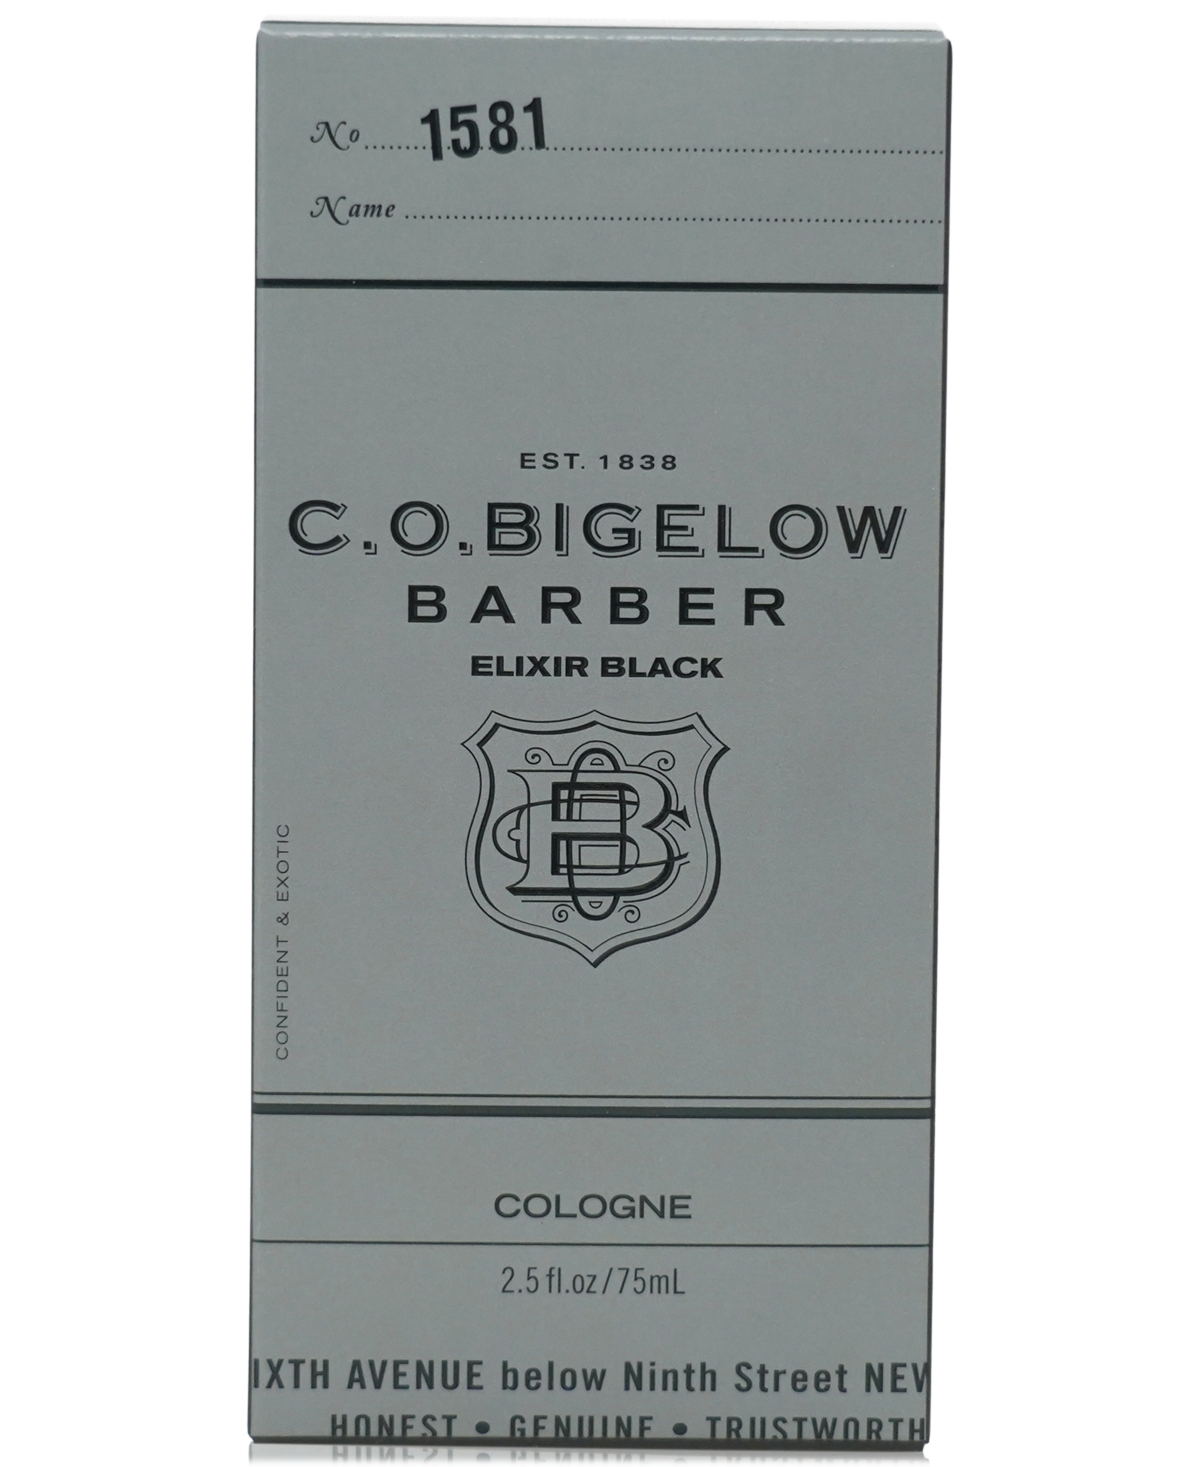 No 1581
Name
EST. 1838
C.O.BIGELOW
BARBER
ELIXIR BLACK
CONFIDENT & EXOTIC
COLOGNE
2.5 fl.oz/75mL
IXTH AVENUE below Ninth Street NEW
HONEST • GENUINE • TRUSTWORTH